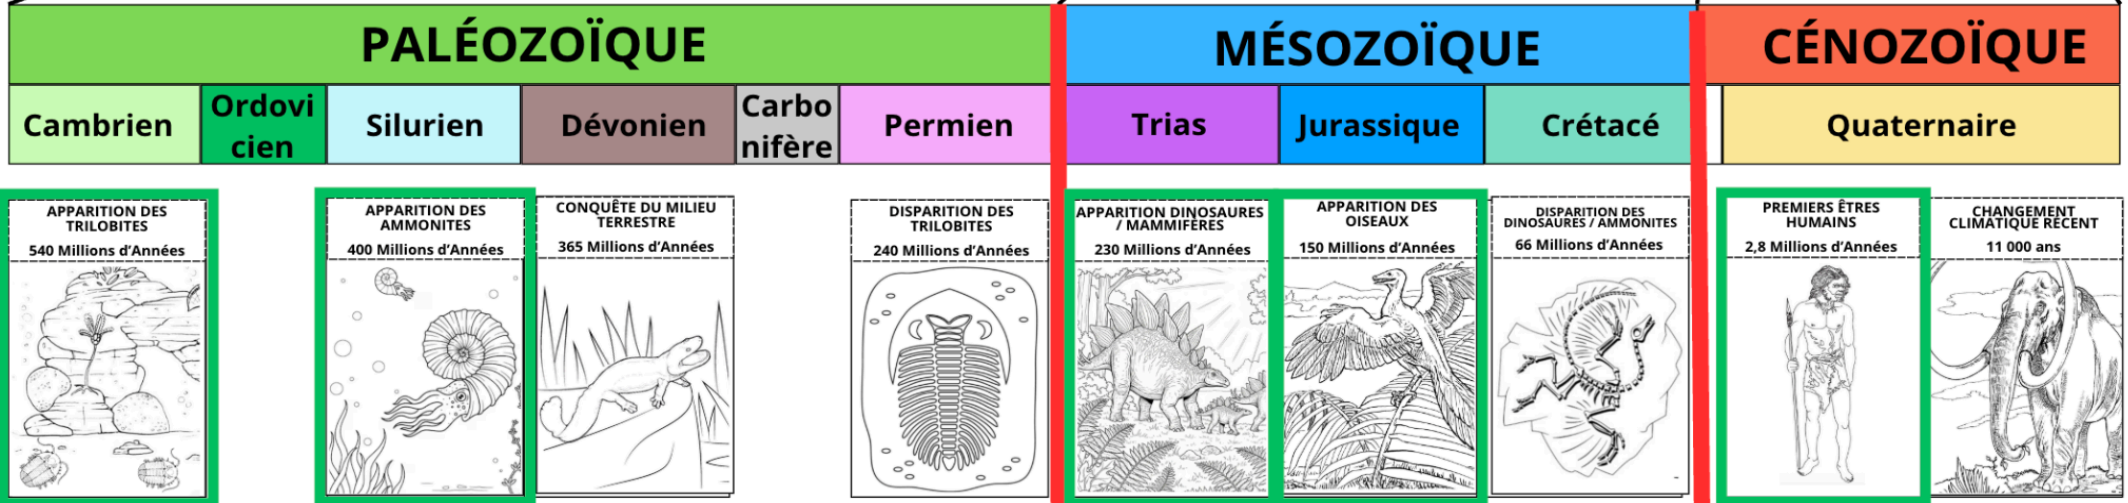 PALÉOZOÏQUE
MÉSOZOÏQUE
CÉNOZOÏQUE
Cambrien
Ordovi
cien
Silurien
Dévonien
Carbo
nifère
Permien
Trias
Jurassique
Crétacé
Quaternaire
APPARITION DES
TRILOBITES
540 Millions d’Années
APPARITION DES
AMMONITES
400 Millions d’Années
CONQUÊTE DU MILIEU
TERRESTRE
365 Millions d’Années
DISPARITION DES
TRILOBITES
240 Millions d’Années
APPARITION DINOSAURES
/ MAMMIFÈRES
230 Millions d’Années
APPARITION DES
OISEAUX
150 Millions d’Années
DISPARITION DES
DINOSAURES / AMMONITES
66 Millions d’Années
PREMIERS ÊTRES
HUMAINS
2,8 Millions d’Années
CHANGEMENT
CLIMATIQUE RÉCENT
11 000 ans